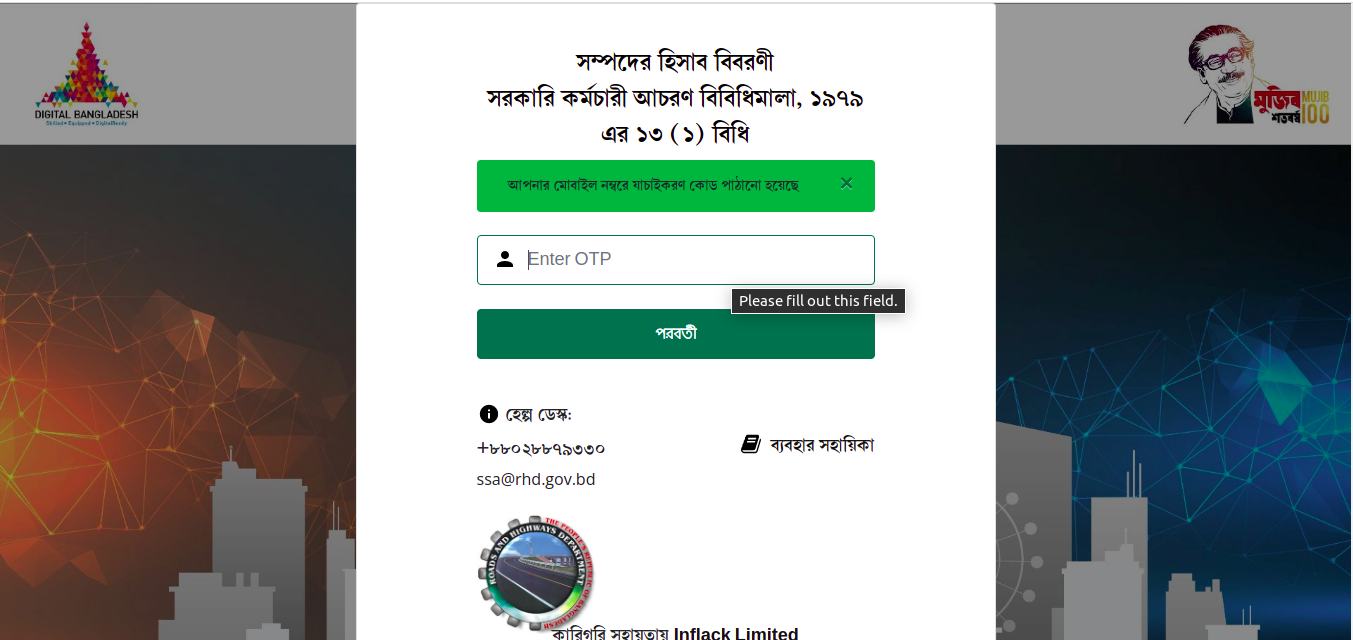 DIGITAL BANGLADESH
Skilled • Equipped • DigitalReady
মুজিব
শতবর্ষ
MUJIB
100
সম্পদের হিসাব বিবরণী
সরকারি কর্মচারী আচরণ বিবিধিমালা, ১৯৭৯
এর ১৩ (১) বিধি
আপনার মোবাইল নম্বরে যাচাইকরণ কোড পাঠানো হয়েছে ×
Enter OTP
Please fill out this field.
পরবর্তী
হেল্প ডেস্ক:
+৮৮০২৮৮৭৯৩৩০
ব্যবহার সহায়িকা
ssa@rhd.gov.bd
THE PEOPLE'S REPUBLIC OF BANGLADESH
ROADS AND HIGHWAYS DEPARTMENT
কারিগরি সহায়তায় Inflack Limited